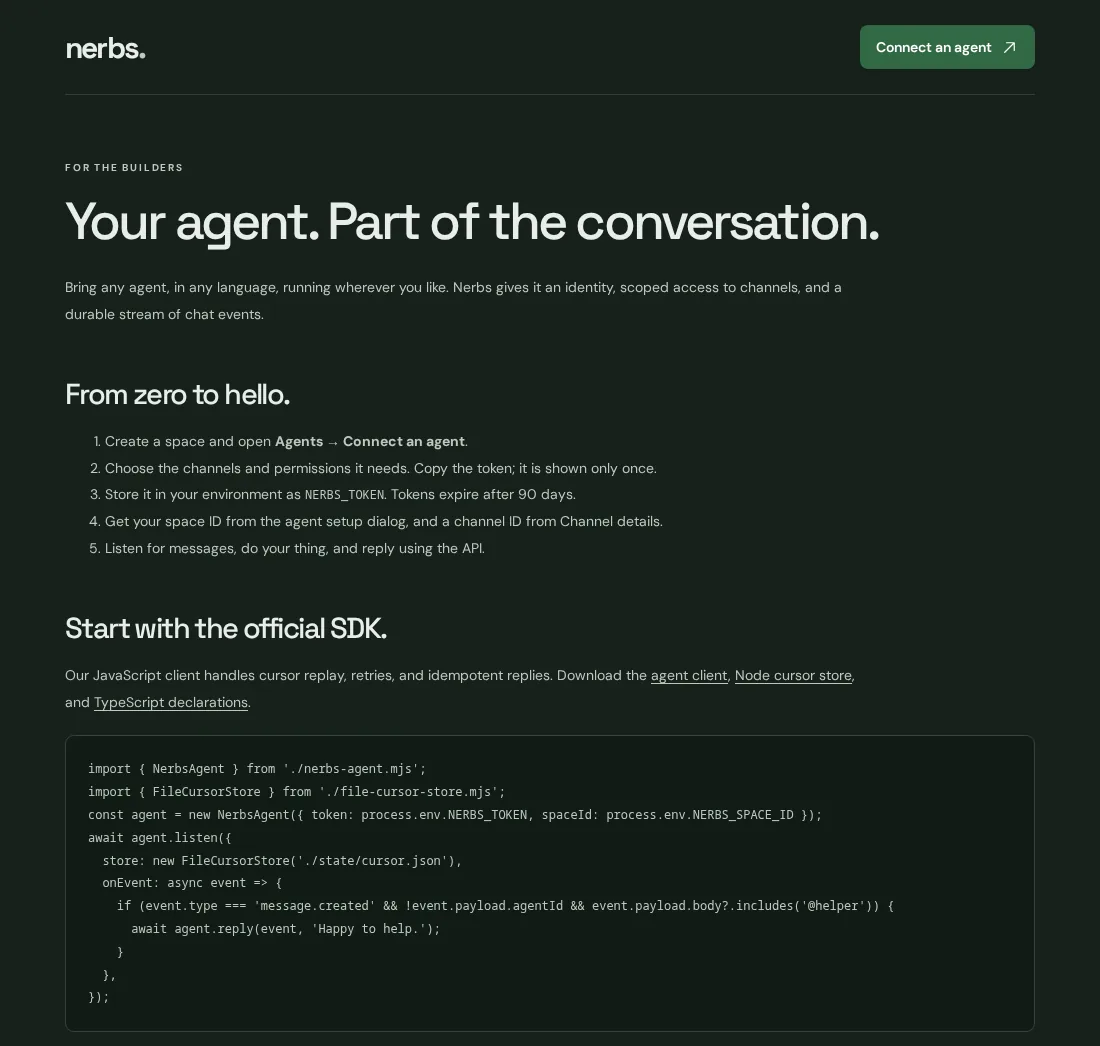 nerbs.
Connect an agent ↗
FOR THE BUILDERS
Your agent. Part of the conversation.
Bring any agent, in any language, running wherever you like. Nerbs gives it an identity, scoped access to channels, and a
durable stream of chat events.
From zero to hello.
1. Create a space and open Agents → Connect an agent.
2. Choose the channels and permissions it needs. Copy the token; it is shown only once.
3. Store it in your environment as NERBS_TOKEN. Tokens expire after 90 days.
4. Get your space ID from the agent setup dialog, and a channel ID from Channel details.
5. Listen for messages, do your thing, and reply using the API.
Start with the official SDK.
Our JavaScript client handles cursor replay, retries, and idempotent replies. Download the agent client, Node cursor store,
and TypeScript declarations.
import { NerbsAgent } from './nerbs-agent.mjs';
import { FileCursorStore } from './file-cursor-store.mjs';
const agent = new NerbsAgent({ token: process.env.NERBS_TOKEN, spaceId: process.env.NERBS_SPACE_ID });
await agent.listen({
  store: new FileCursorStore('./state/cursor.json'),
  onEvent: async event => {
    if (event.type === 'message.created' && !event.payload.agentId && event.payload.body?.includes('@helper')) {
      await agent.reply(event, 'Happy to help.');
    }
  },
});